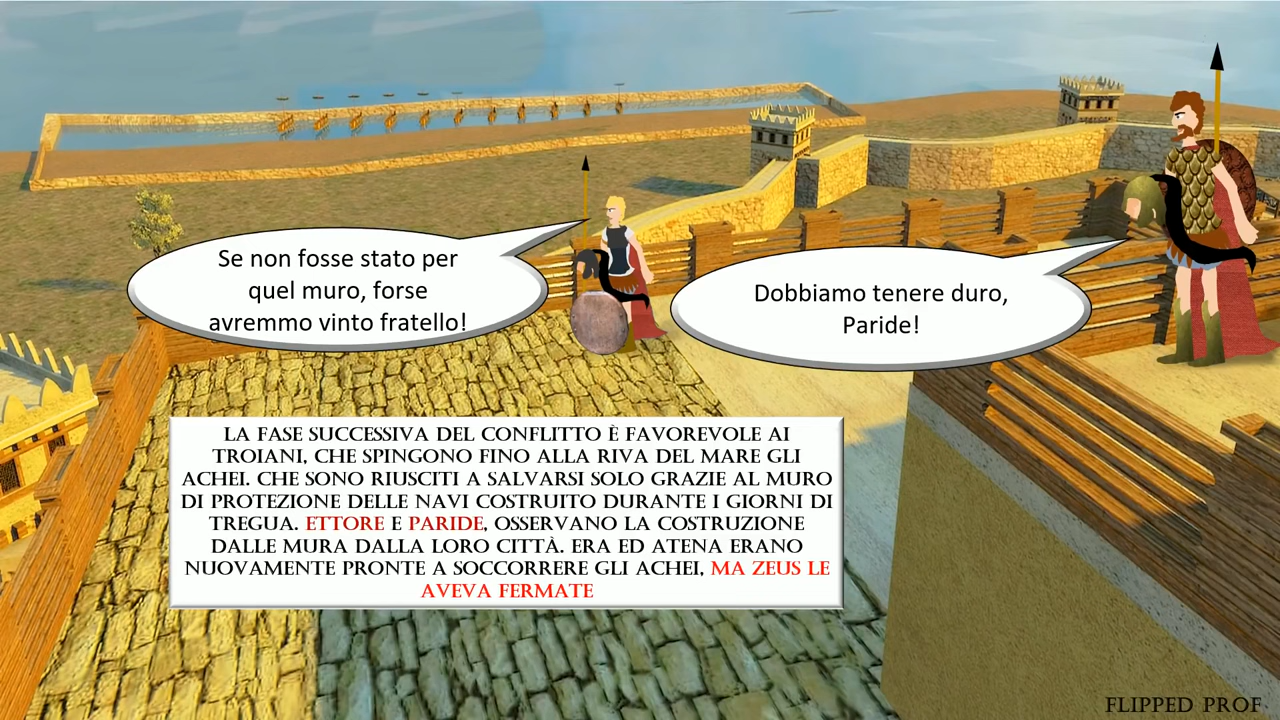 Se non fosse stato per
quel muro, forse
avremmo vinto fratello!
Dobbiamo tenere duro,
Paride!
LA FASE SUCCESSIVA DEL CONFLITTO È FAVOREVOLE AI
TROIANI, CHE SPINGONO FINO ALLA RIVA DEL MARE GLI
ACHEI. CHE SONO RIUSCITI A SALVARSI SOLO GRAZIE AL MURO
DI PROTEZIONE DELLE NAVI COSTRUITO DURANTE I GIORNI DI
TREGUA. ETTORE E PARIDE, OSSERVANO LA COSTRUZIONE
DALLE MURA DALLA LORO CITTÀ. ERA ED ATENA ERANO
NUOVAMENTE PRONTE A SOCCORRERE GLI ACHEI, MA ZEUS LE
AVEVA FERMATE
FLIPPED PROF